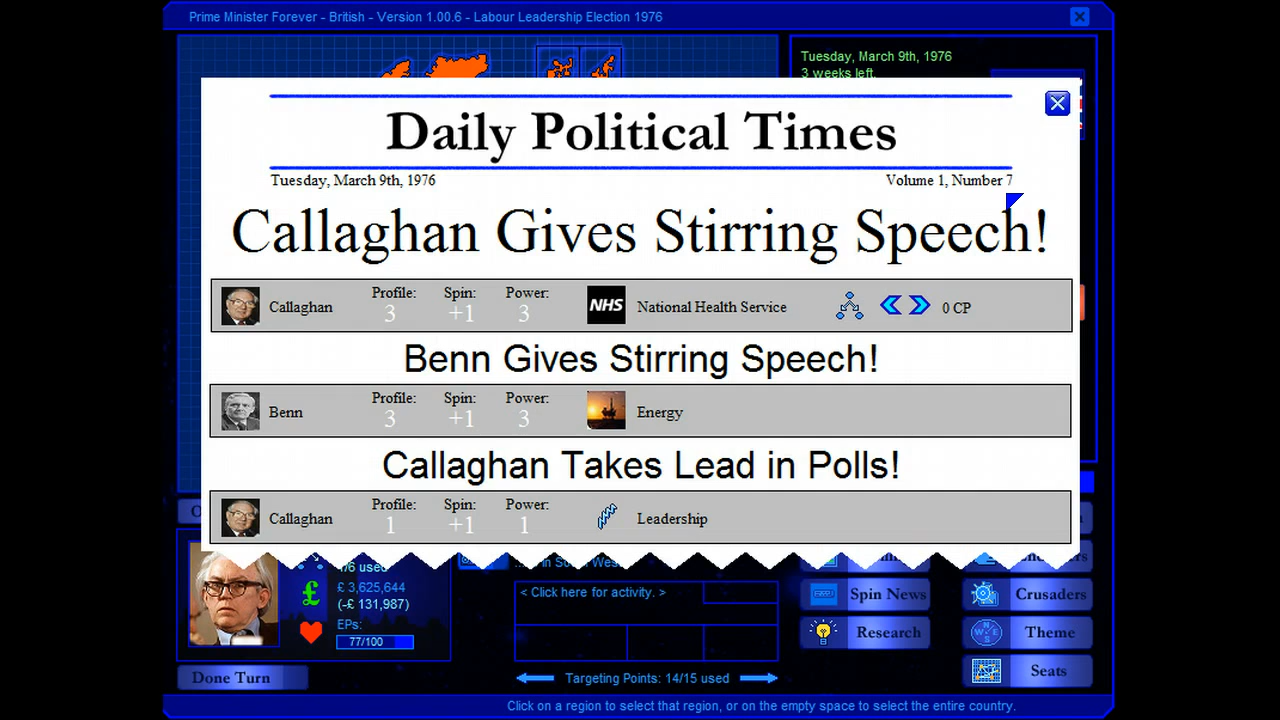 Prime Minister Forever - British - Version 1.00.6 - Labour Leadership Election 1976
Tuesday, March 9th, 1976
3 weeks left.
Daily Political Times
Tuesday, March 9th, 1976
Volume 1, Number 7
Callaghan Gives Stirring Speech!
Callaghan
Profile: 3
Spin: +1
Power: 3
NHS
National Health Service
0 CP
Benn Gives Stirring Speech!
Benn
Profile: 3
Spin: +1
Power: 3
Energy
Callaghan Takes Lead in Polls!
Callaghan
Profile: 1
Spin: +1
Power: 1
Leadership
used
£ 3,625,644
(-£ 131,987)
EPs:
77/100
Done Turn
< Click here for activity. >
Targeting Points: 14/15 used
Spin News
Research
Crusaders
Theme
Seats
Click on a region to select that region, or on the empty space to select the entire country.